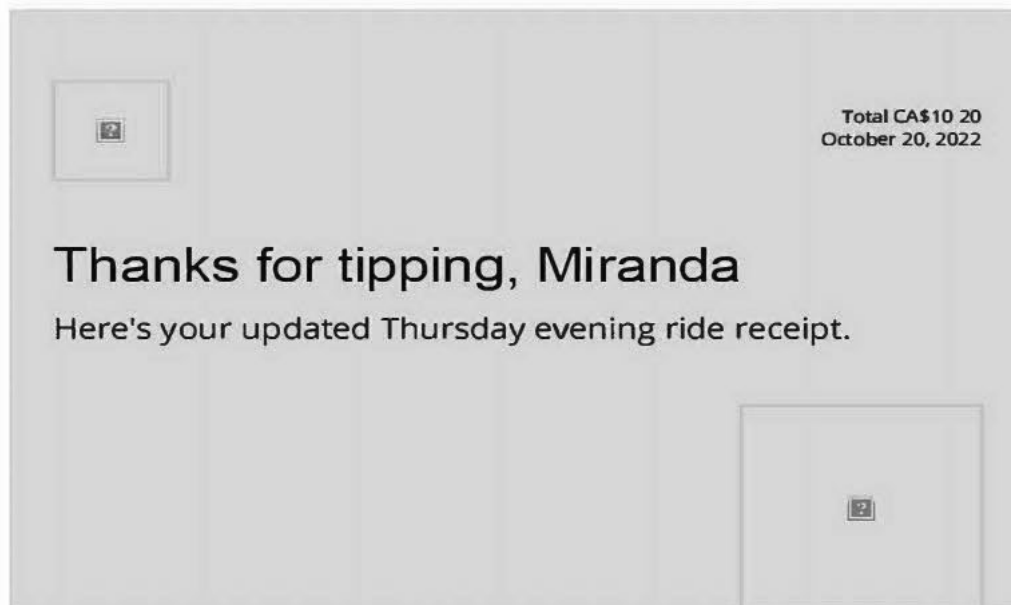 Total CA$10 20
October 20, 2022
Thanks for tipping, Miranda
Here's your updated Thursday evening ride receipt.